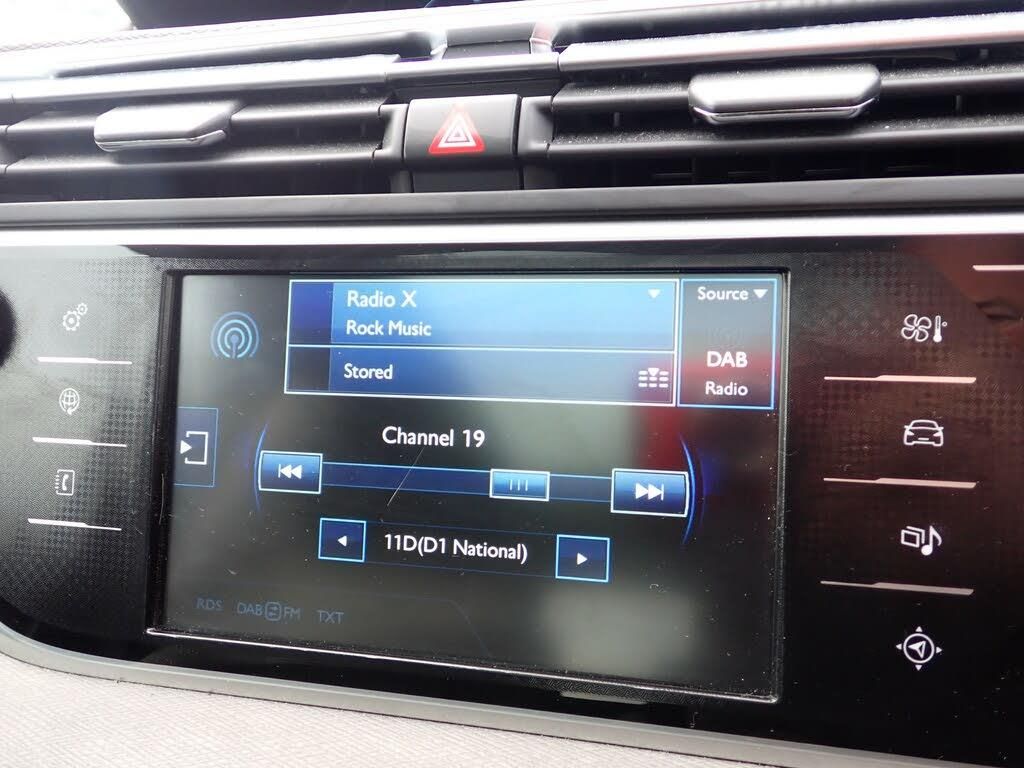 Radio X
Rock Music
Source
Stored
DAB
Radio
Channel 19
11D(D1 National)
RDS DAB FM TXT